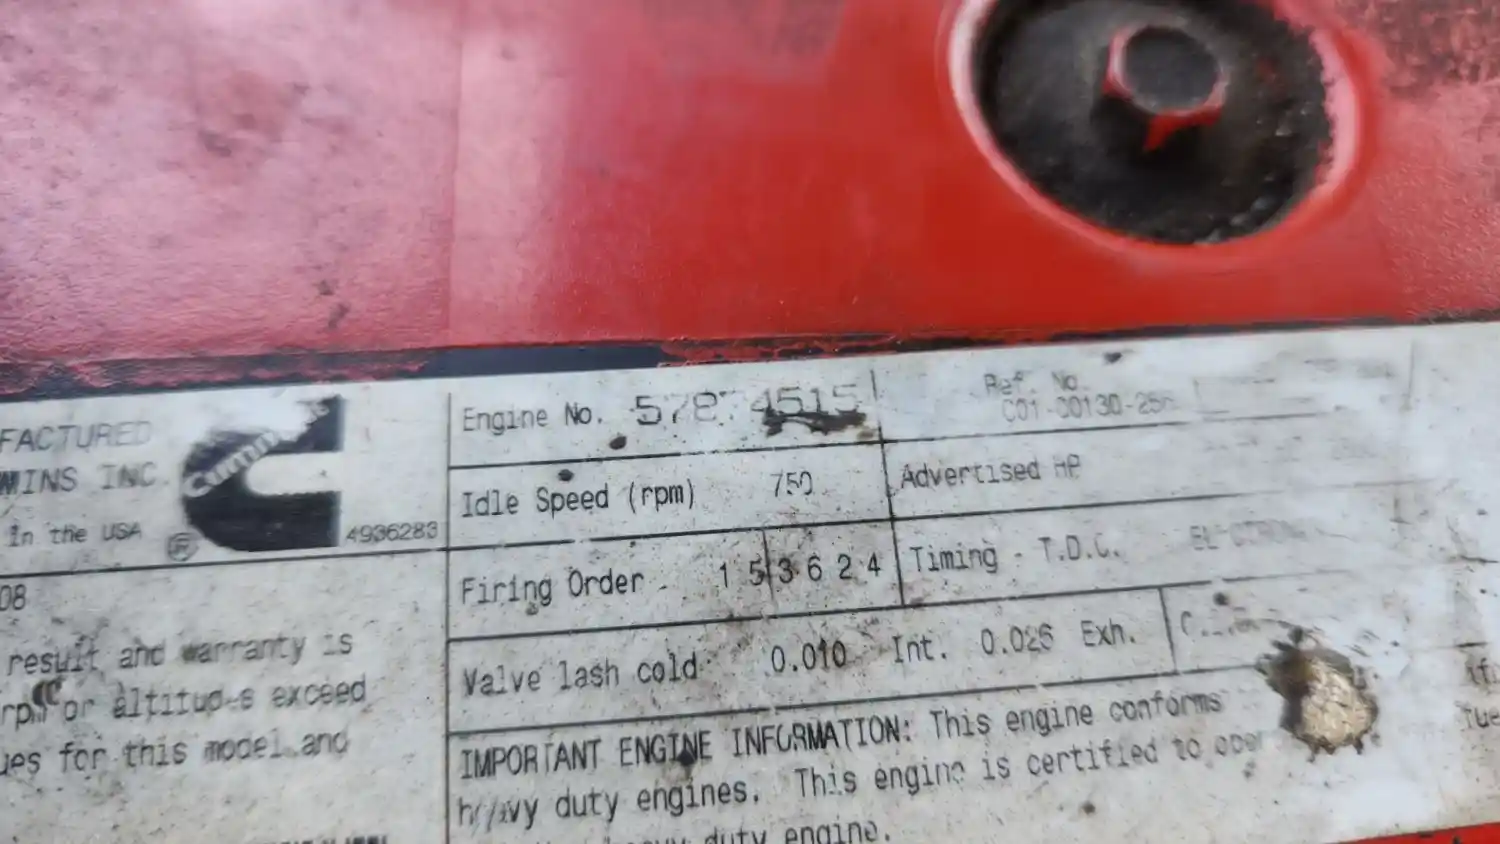 FACTURED
MINS INC.
in the USA
Cummins
®
4936283
08
result and warranty is
or altitudes exceed
ues for this model and
Engine No. 57874515
Ref. No.
C01-C0130-25
Idle Speed (rpm) 750
Advertised HP
Firing Order 1 5 3 6 2 4
Timing - T.D.C.
Valve lash cold 0.010 Int. 0.026 Exh.
IMPORTANT ENGINE INFORMATION: This engine conforms
heavy duty engines. This engine is certified to
duty engine.